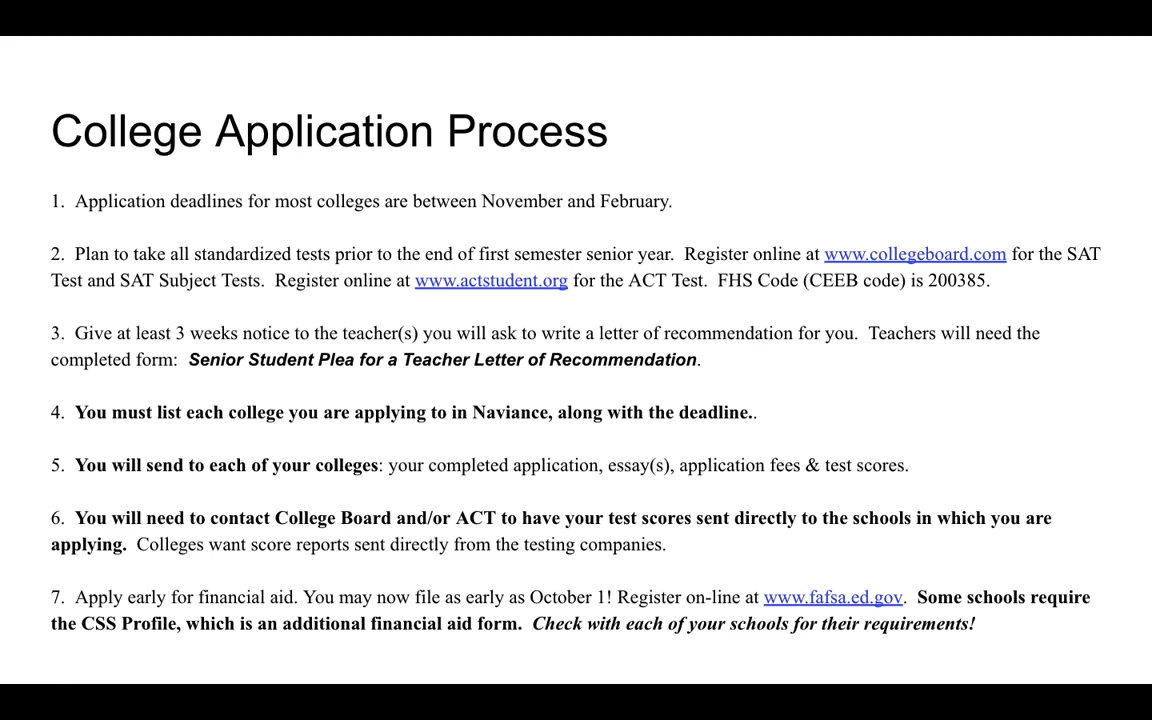 College Application Process
1.  Application deadlines for most colleges are between November and February.
2.  Plan to take all standardized tests prior to the end of first semester senior year.  Register online at www.collegeboard.com for the SAT
Test and SAT Subject Tests.  Register online at www.actstudent.org for the ACT Test.  FHS Code (CEEB code) is 200385.
3.  Give at least 3 weeks notice to the teacher(s) you will ask to write a letter of recommendation for you.  Teachers will need the
completed form:  Senior Student Plea for a Teacher Letter of Recommendation.
4.  You must list each college you are applying to in Naviance, along with the deadline..
5.  You will send to each of your colleges: your completed application, essay(s), application fees & test scores.
6.  You will need to contact College Board and/or ACT to have your test scores sent directly to the schools in which you are
applying.  Colleges want score reports sent directly from the testing companies.
7.  Apply early for financial aid. You may now file as early as October 1! Register on-line at www.fafsa.ed.gov.  Some schools require
the CSS Profile, which is an additional financial aid form.  Check with each of your schools for their requirements!